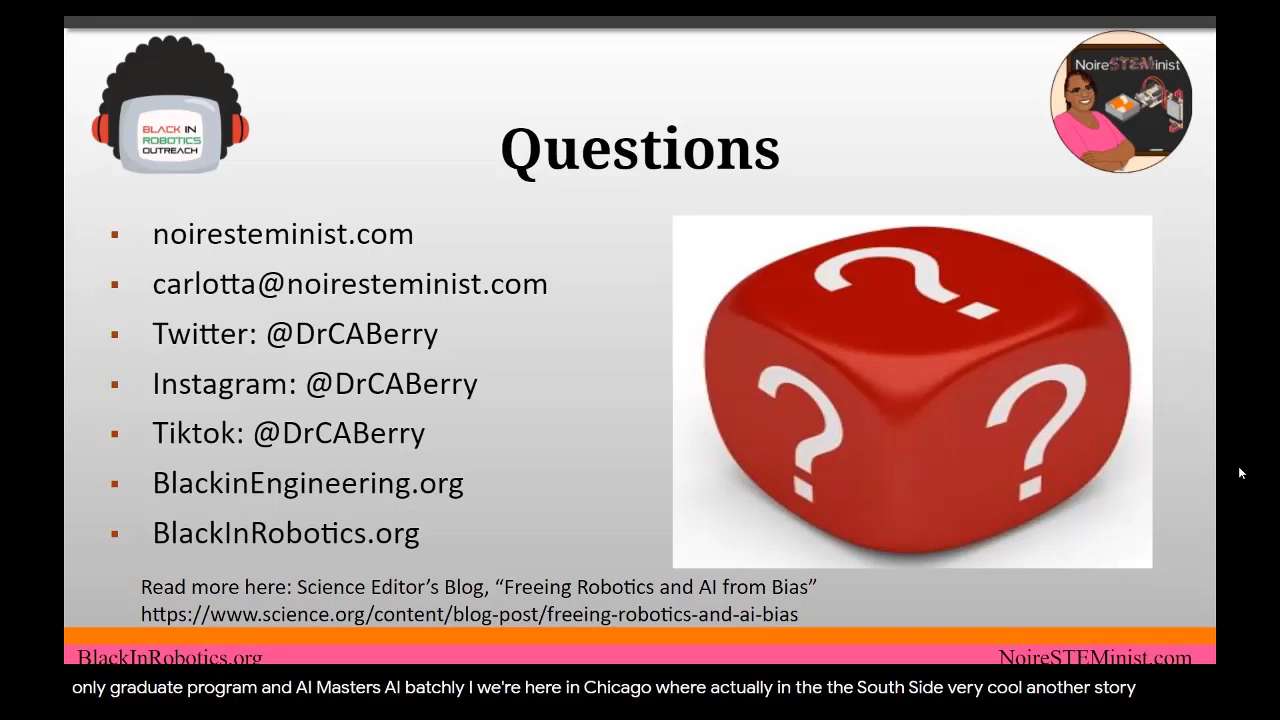 BLACK IN
ROBOTICS
OUTREACH
NoireSTEMinist
Questions
noiresteminist.com
carlotta@noiresteminist.com
Twitter: @DrCABerry
Instagram: @DrCABerry
Tiktok: @DrCABerry
BlackinEngineering.org
BlackInRobotics.org
? ? ?
Read more here: Science Editor’s Blog, “Freeing Robotics and AI from Bias”
https://www.science.org/content/blog-post/freeing-robotics-and-ai-bias
BlackInRobotics.org
NoireSTEMinist.com
only graduate program and AI Masters AI batchly I we're here in Chicago where actually in the the South Side very cool another story